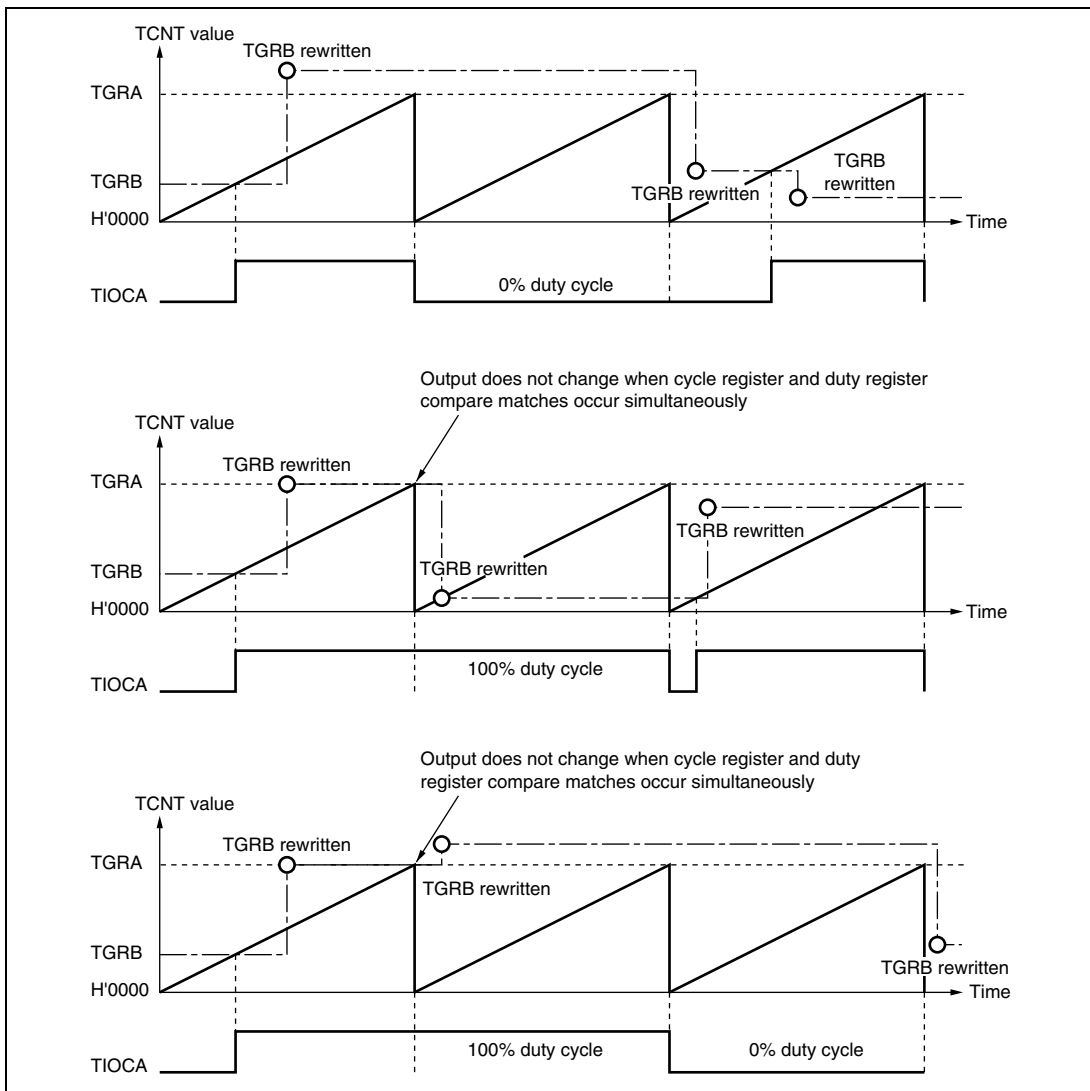 TCNT value
TGRB rewritten
TGRA
TGRB
rewritten
TGRB
TGRB rewritten
H'0000
Time
0% duty cycle
TIOCA
Output does not change when cycle register and duty register
compare matches occur simultaneously
TCNT value
TGRB rewritten
TGRA
TGRB rewritten
TGRB
TGRB rewritten
H'0000
Time
100% duty cycle
TIOCA
Output does not change when cycle register and duty
register compare matches occur simultaneously
TCNT value
TGRB rewritten
TGRA
TGRB rewritten
TGRB
TGRB rewritten
H'0000
Time
100% duty cycle
0% duty cycle
TIOCA